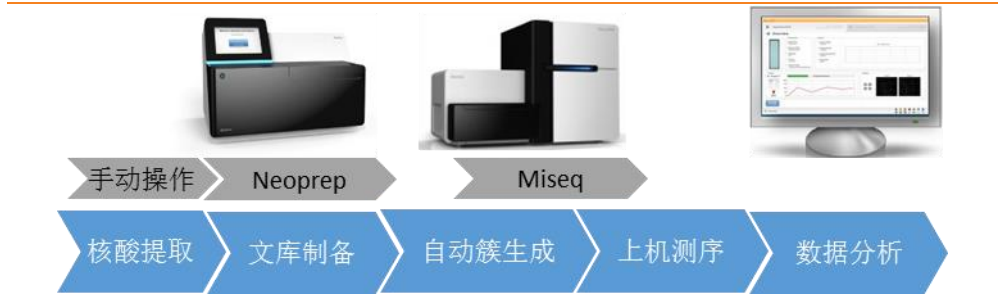 手动操作
Neoprep
Miseq
核酸提取
文库制备
自动簇生成
上机测序
数据分析